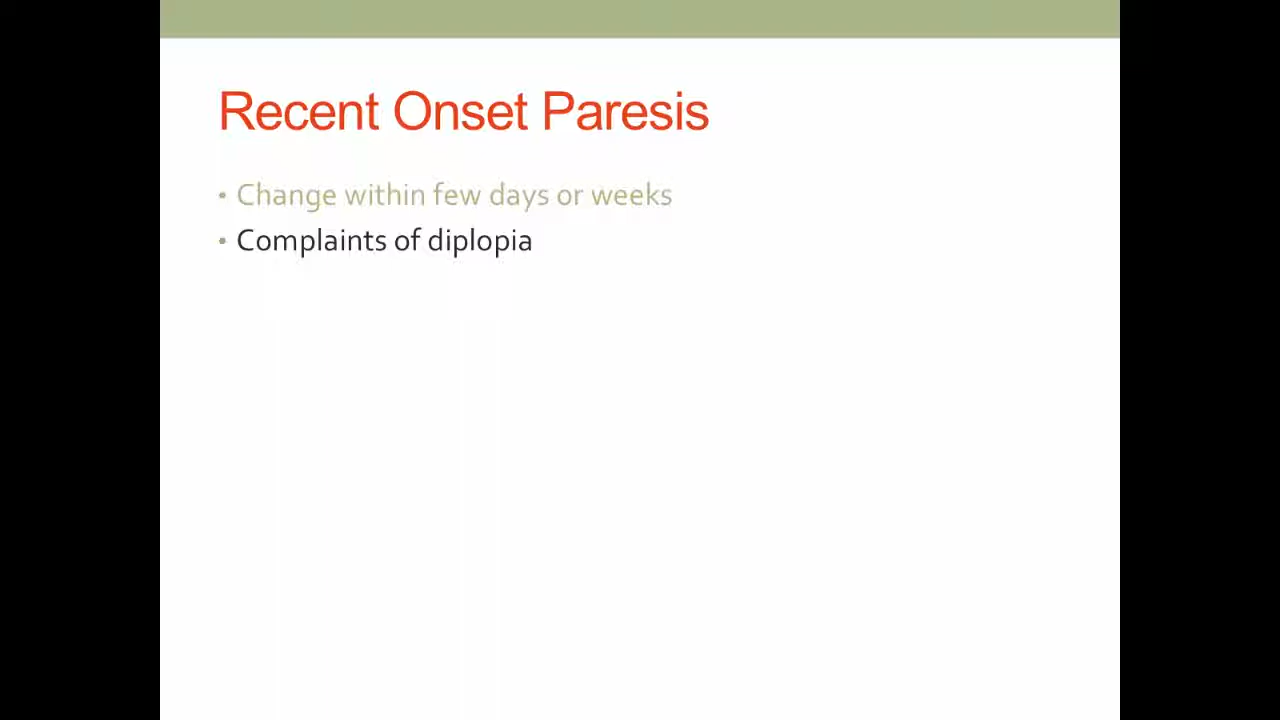 Recent Onset Paresis
• Change within few days or weeks
• Complaints of diplopia